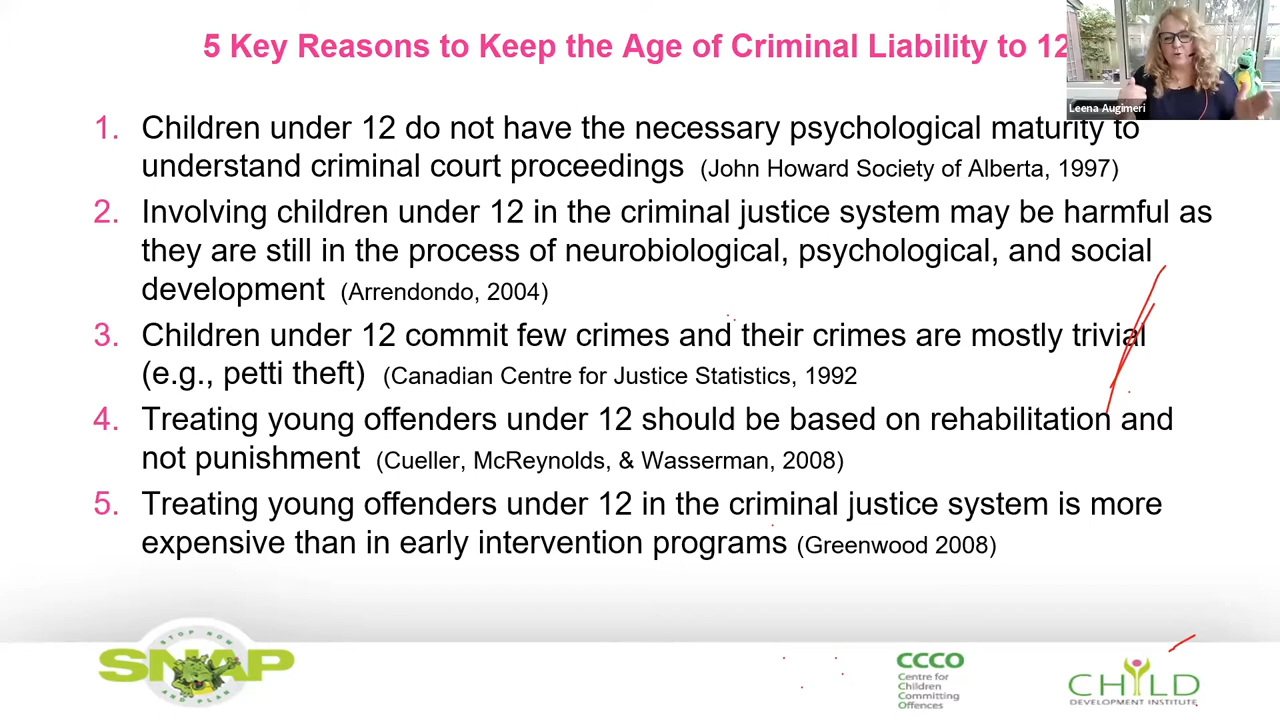 5 Key Reasons to Keep the Age of Criminal Liability to 12
Leena Augimeri
1. Children under 12 do not have the necessary psychological maturity to
understand criminal court proceedings (John Howard Society of Alberta, 1997)
2. Involving children under 12 in the criminal justice system may be harmful as
they are still in the process of neurobiological, psychological, and social
development (Arrendondo, 2004)
3. Children under 12 commit few crimes and their crimes are mostly trivial
(e.g., petti theft) (Canadian Centre for Justice Statistics, 1992
4. Treating young offenders under 12 should be based on rehabilitation and
not punishment (Cueller, McReynolds, & Wasserman, 2008)
5. Treating young offenders under 12 in the criminal justice system is more
expensive than in early intervention programs (Greenwood 2008)
STOP NOW
SNAP
AND PLAN
CCCO
Centre for
Children
Committing
Offences
CHILD
DEVELOPMENT INSTITUTE